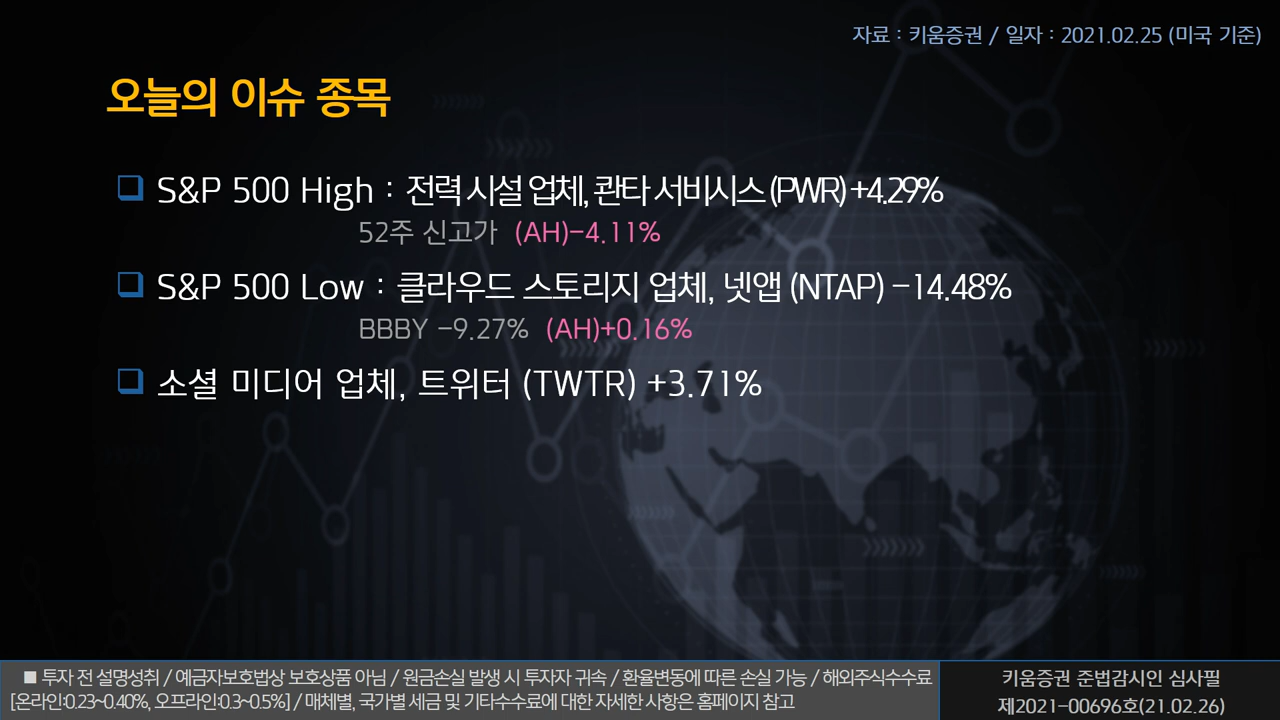 자료 : 키움증권 / 일자 : 2021.02.25 (미국 기준)
오늘의 이슈 종목
❑ S&P 500 High : 전력 시설 업체, 콴타 서비시스 (PWR) +4.29%
52주 신고가 (AH)-4.11%
❑ S&P 500 Low : 클라우드 스토리지 업체, 넷앱 (NTAP) -14.48%
BBBY -9.27% (AH)+0.16%
❑ 소셜 미디어 업체, 트위터 (TWTR) +3.71%
■ 투자 전 설명성취 / 예금자보호법상 보호상품 아님 / 원금손실 발생 시 투자자 귀속 / 환율변동에 따른 손실 가능 / 해외주식수수료
[온라인:0.23~0.40%, 오프라인:0.3~0.5%] / 매체별, 국가별 세금 및 기타수수료에 대한 자세한 사항은 홈페이지 참고
키움증권 준법감시인 심사필
제2021-00696호(21.02.26)